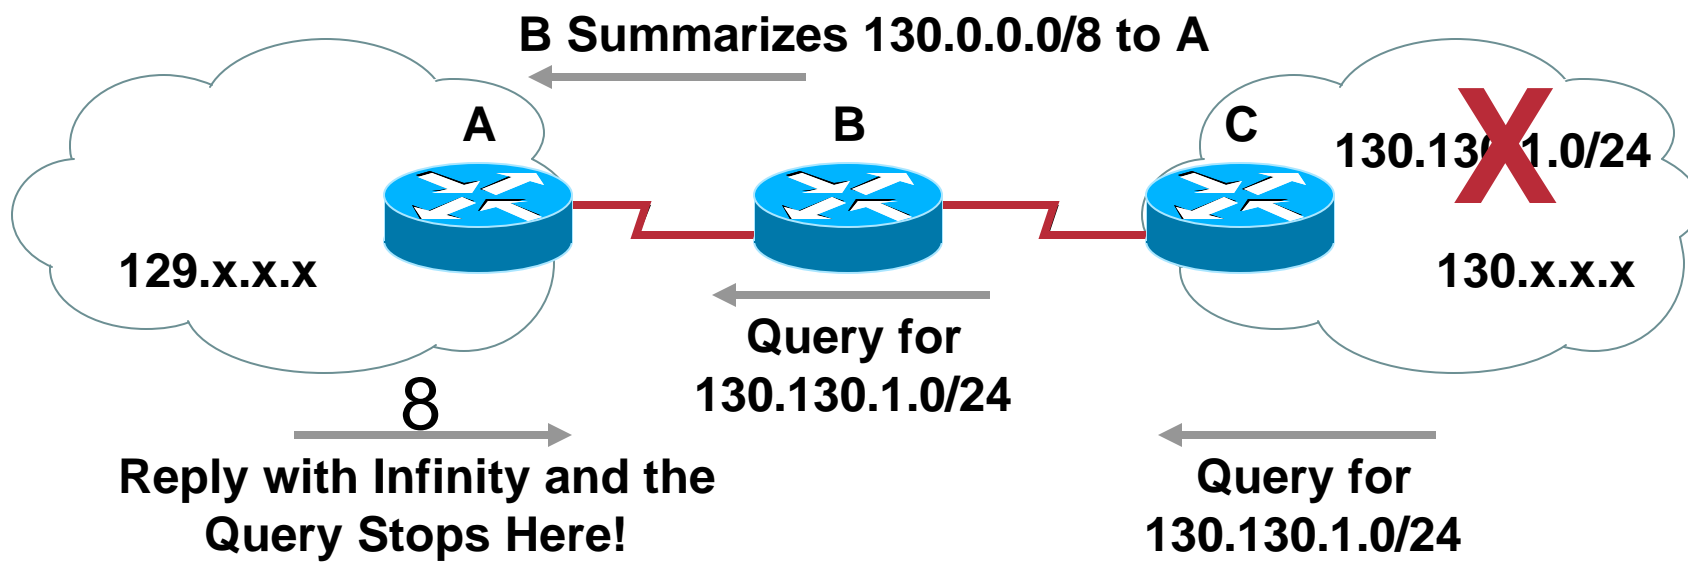 B Summarizes 130.0.0.0/8 to A
A
B
C
130.130.1.0/24
129.x.x.x
130.x.x.x
Query for
130.130.1.0/24
8
Reply with Infinity and the
Query Stops Here!
Query for
130.130.1.0/24